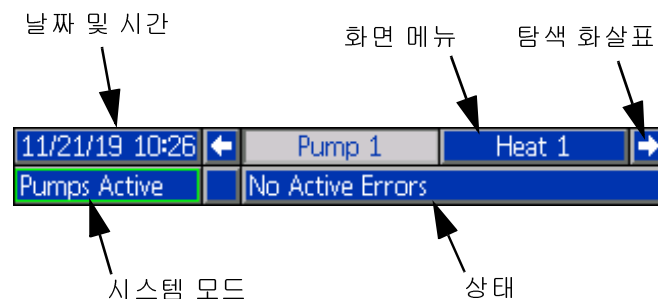 날짜 및 시간
화면 메뉴
탐색 화살표
11/21/19 10:26
Pump 1
Heat 1
Pumps Active
No Active Errors
시스템 모드
상태